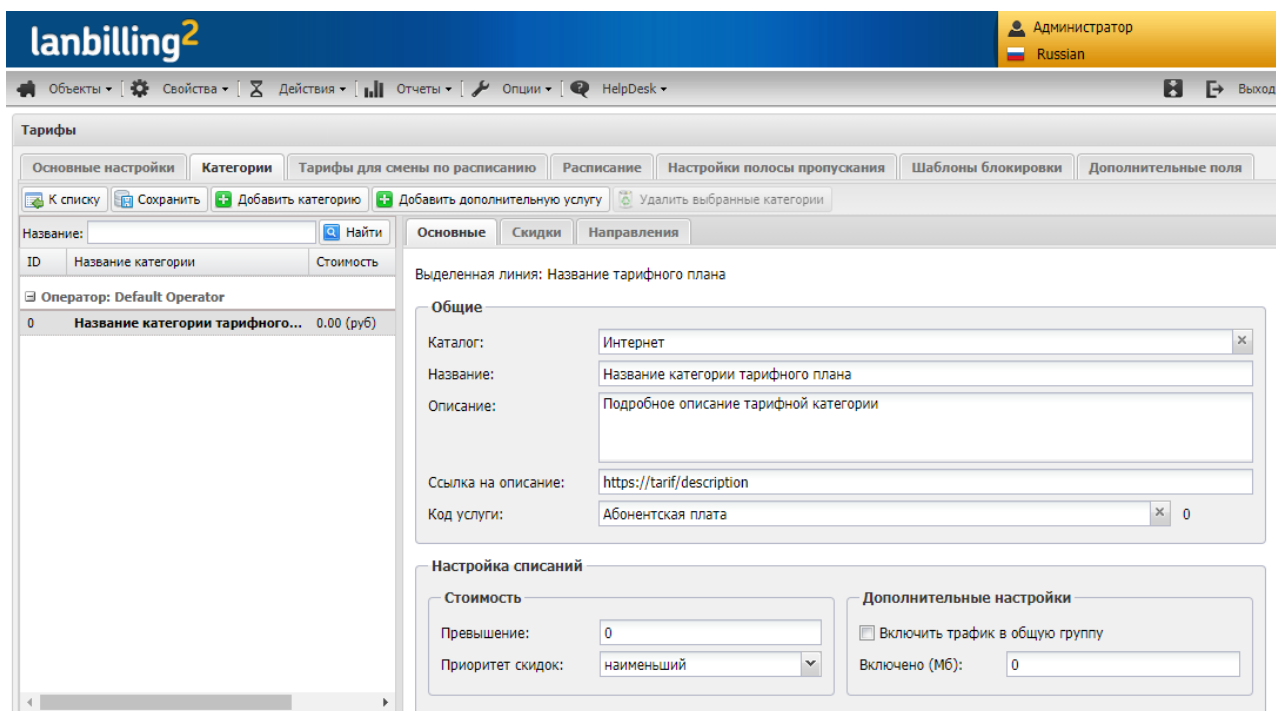 lanbilling2
Администратор
Russian
Объекты Свойства Действия Отчеты Опции HelpDesk Выход
Тарифы
Основные настройки Категории Тарифы для смены по расписанию Расписание Настройки полосы пропускания Шаблоны блокировки Дополнительные поля
К списку Сохранить Добавить категорию Добавить дополнительную услугу Удалить выбранные категории
Название: Найти
ID Название категории Стоимость
Оператор: Default Operator
0 Название категории тарифного... 0.00 (руб)
Основные Скидки Направления
Выделенная линия: Название тарифного плана
Общие
Каталог: Интернет
Название: Название категории тарифного плана
Описание: Подробное описание тарифной категории
Ссылка на описание: https://tarif/description
Код услуги: Абонентская плата 0
Настройка списаний
Стоимость
Превышение: 0
Приоритет скидок: наименьший
Дополнительные настройки
Включить трафик в общую группу
Включено (Мб): 0